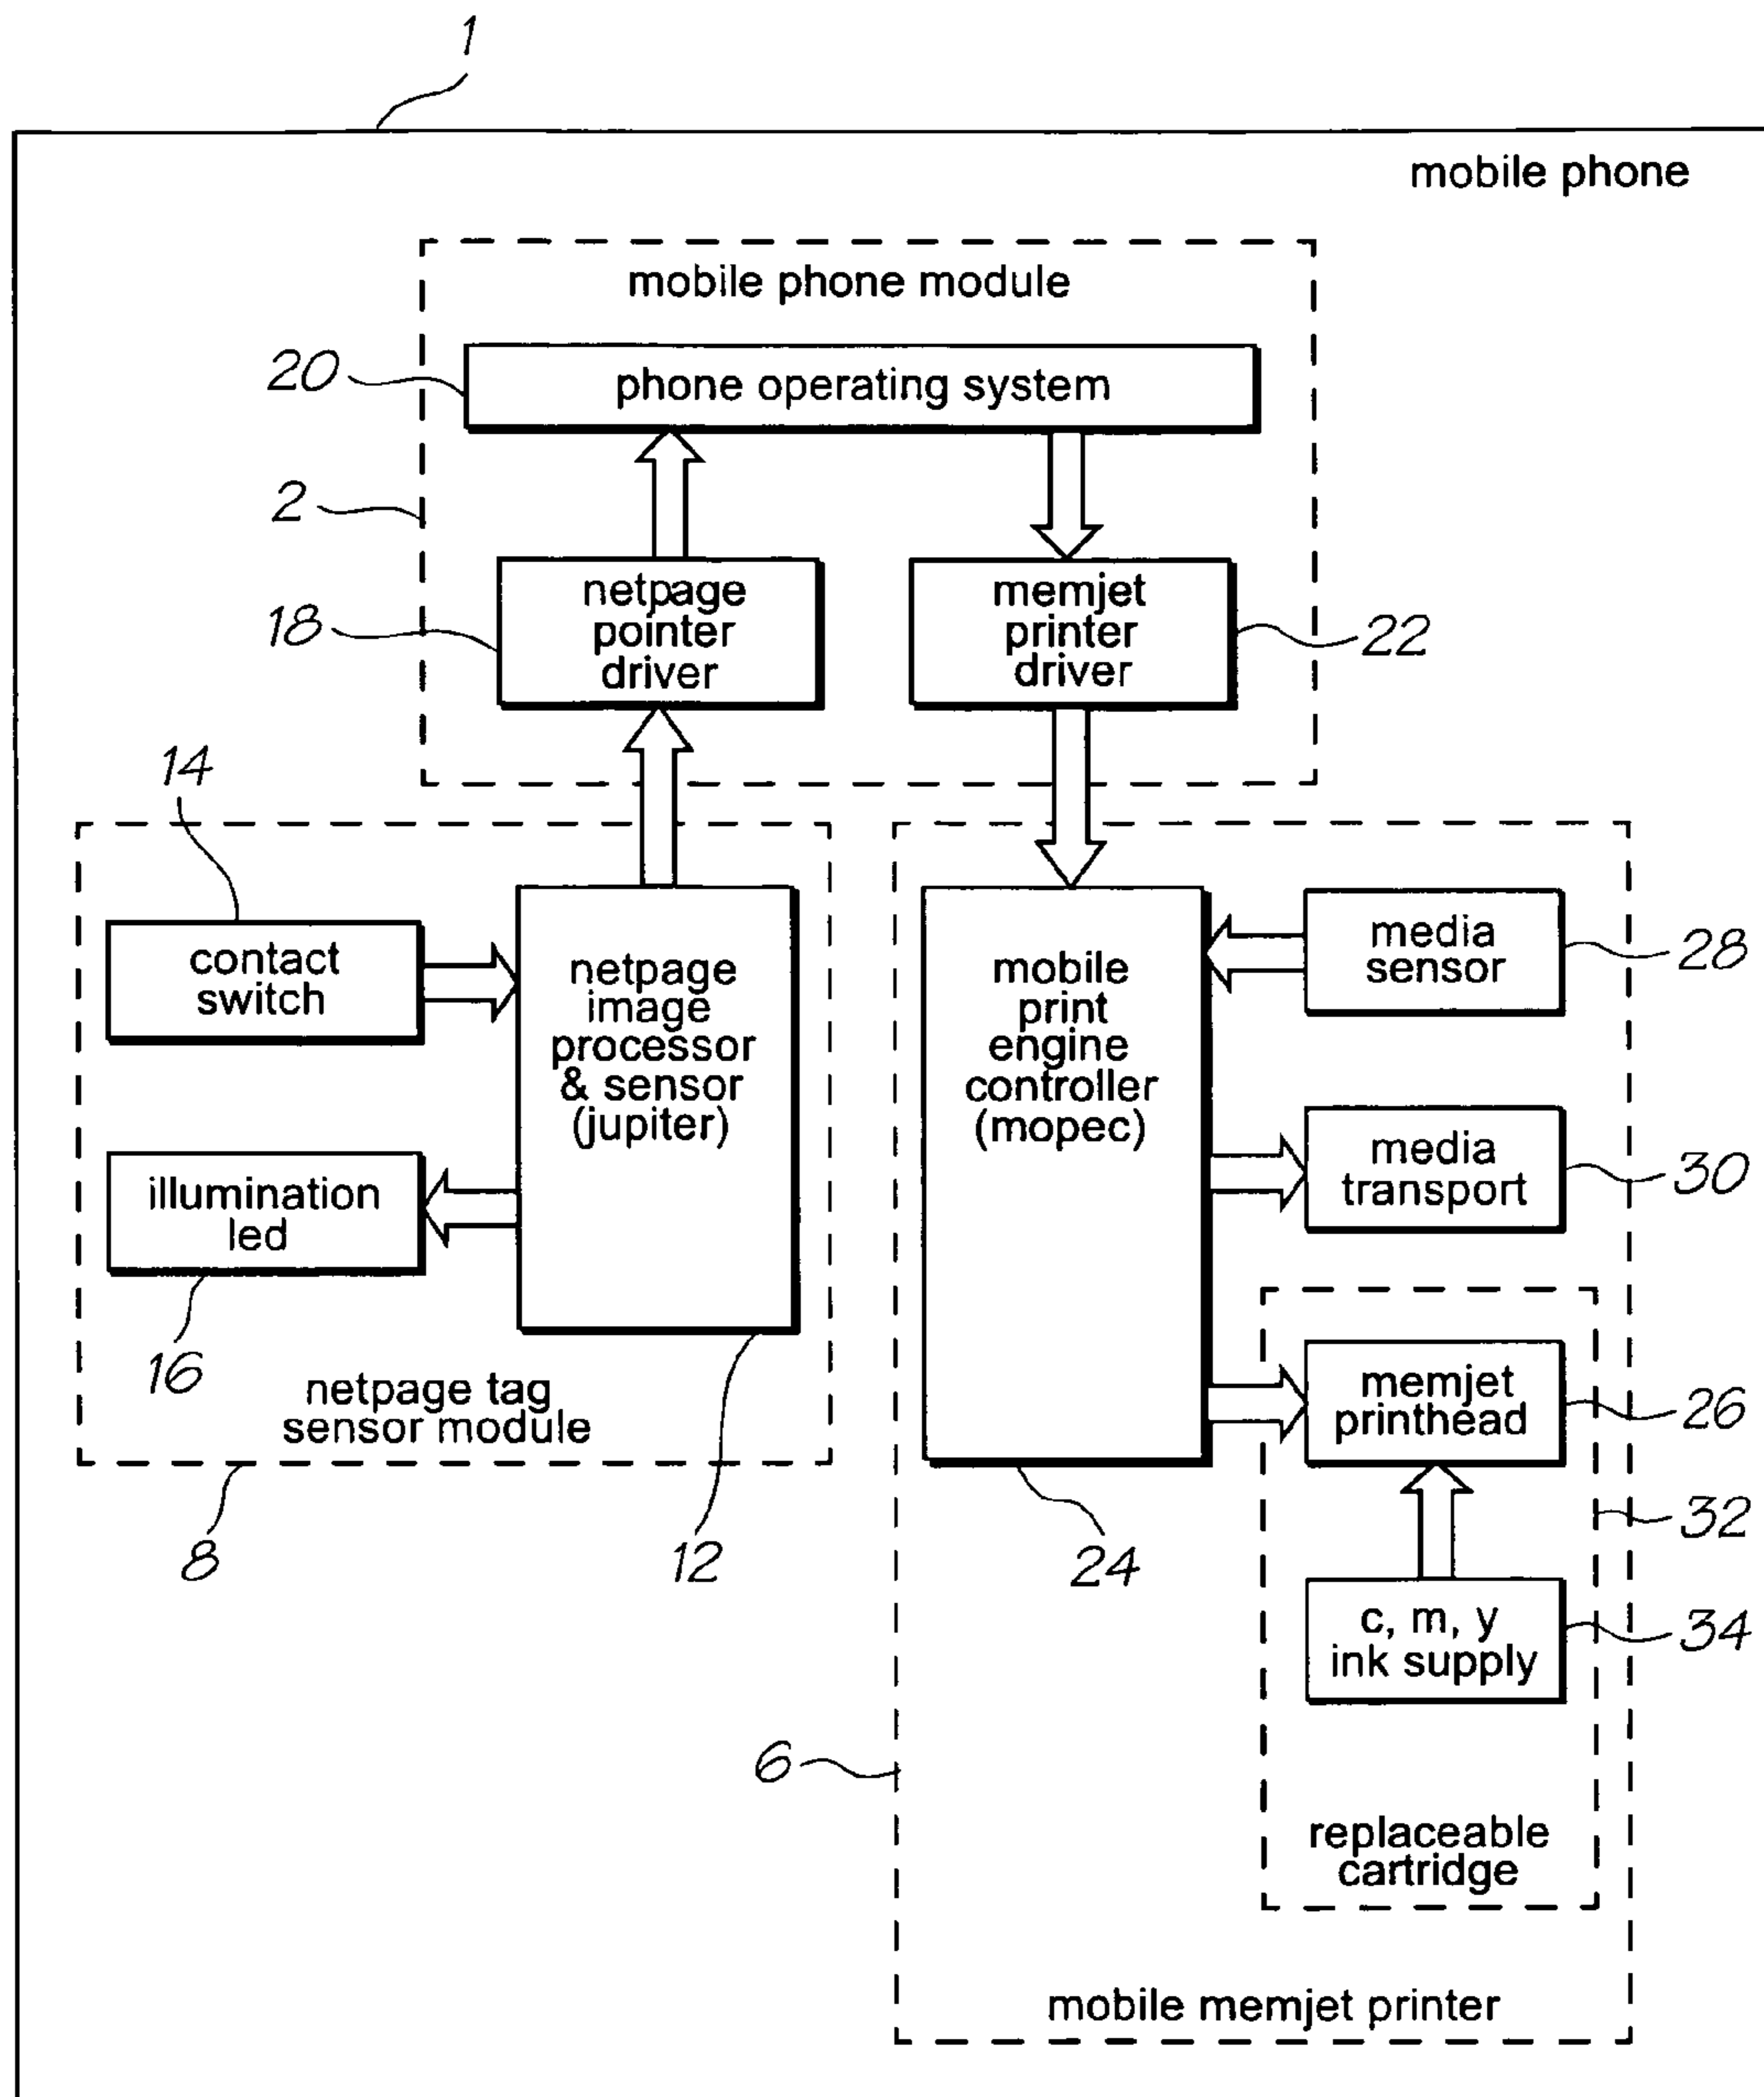 1
mobile phone
mobile phone module
20
phone operating system
2
18
netpage
pointer
driver
memjet
printer
driver
22
14
contact
switch
netpage
image
processor
& sensor
(jupiter)
illumination
led
16
netpage tag
sensor module
8
12
mobile
print
engine
controller
(mopec)
media
sensor
28
media
transport
30
memjet
printhead
26
32
24
c, m, y
ink supply
34
6
replaceable
cartridge
mobile memjet printer